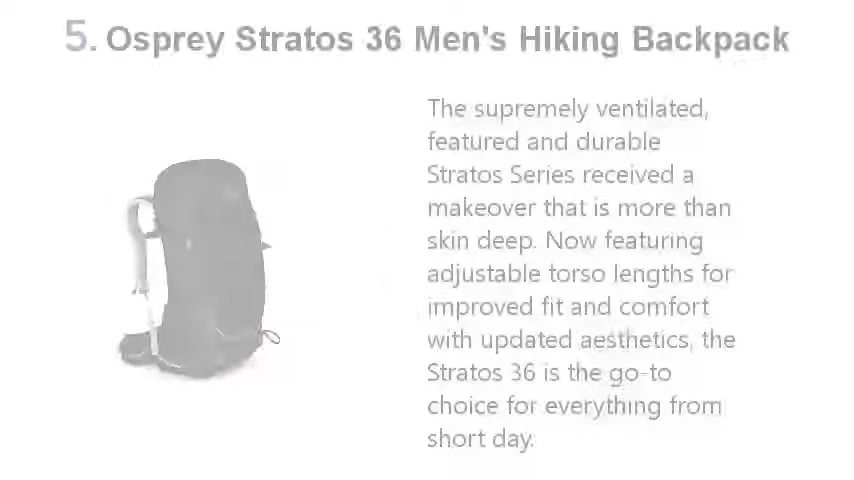 5. Osprey Stratos 36 Men's Hiking Backpack
The supremely ventilated,
featured and durable
Stratos Series received a
makeover that is more than
skin deep. Now featuring
adjustable torso lengths for
improved fit and comfort
with updated aesthetics, the
Stratos 36 is the go-to
choice for everything from
short day.